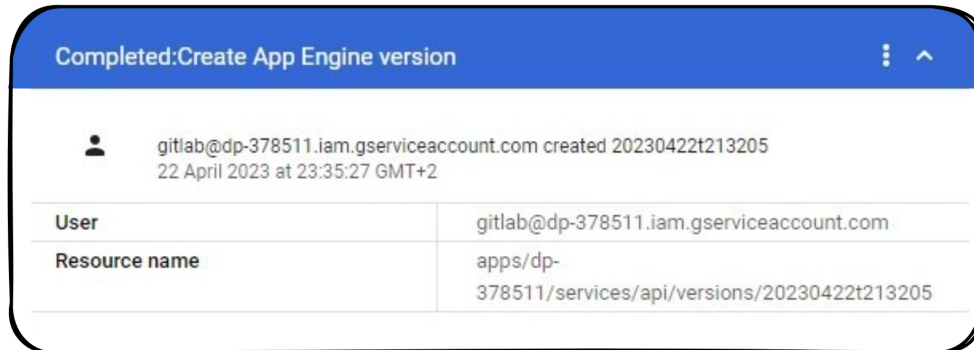 Completed:Create App Engine version
gitlab@dp-378511.iam.gserviceaccount.com created 20230422t213205
22 April 2023 at 23:35:27 GMT+2
User gitlab@dp-378511.iam.gserviceaccount.com
Resource name apps/dp-
378511/services/api/versions/20230422t213205